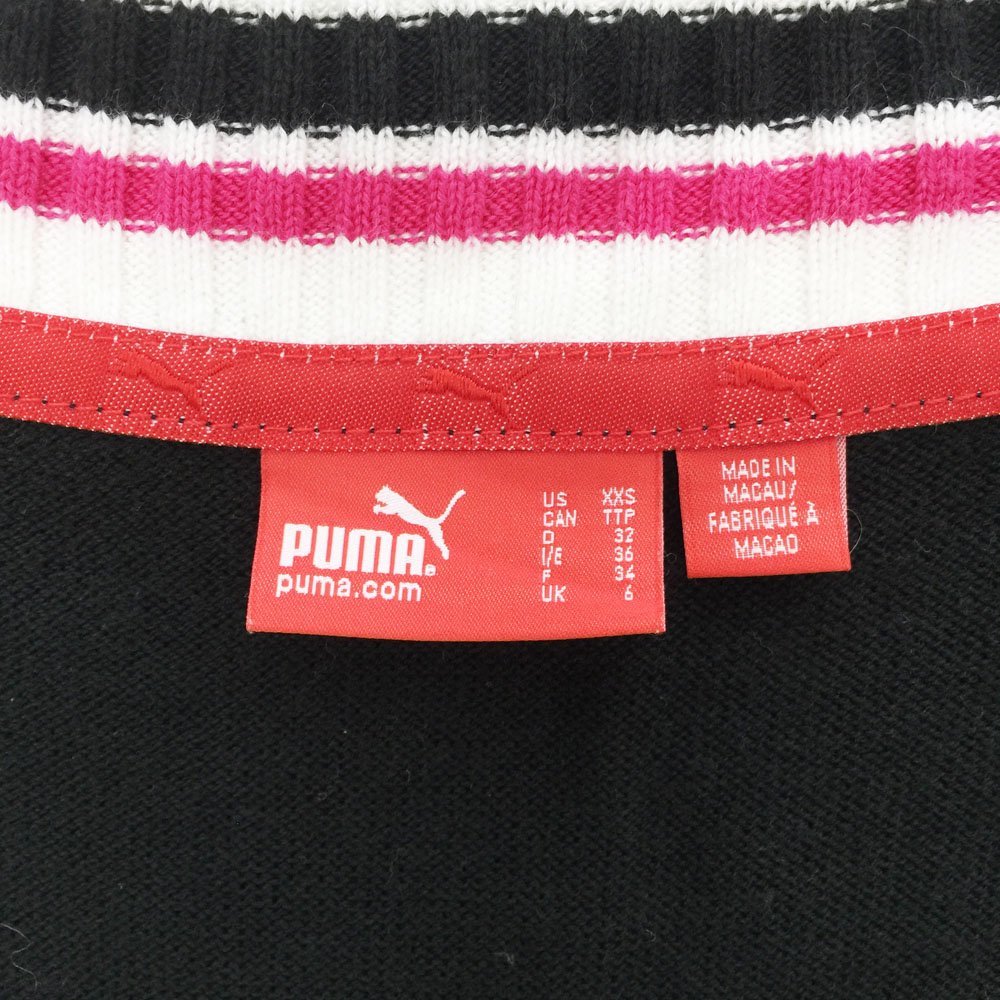 PUMA®
puma.com
US XXS
CAN TTP
D 32
I/E 36
F 34
UK 6
MADE IN
MACAU/
FABRIQUÉ À
MACAO